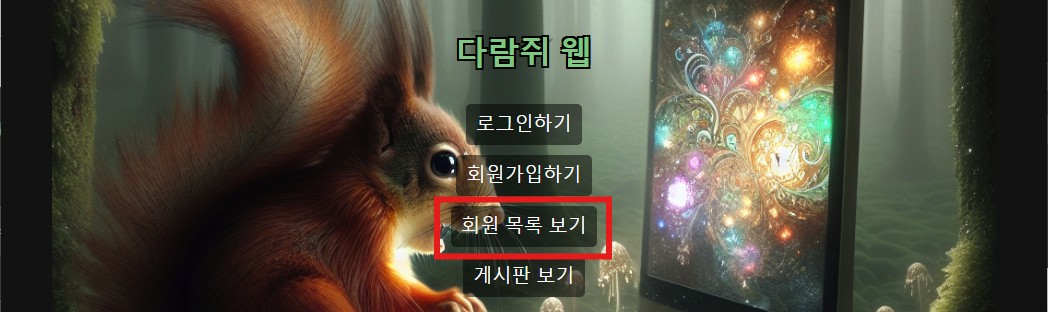 다람쥐 웹
로그인하기
회원가입하기
회원 목록 보기
게시판 보기